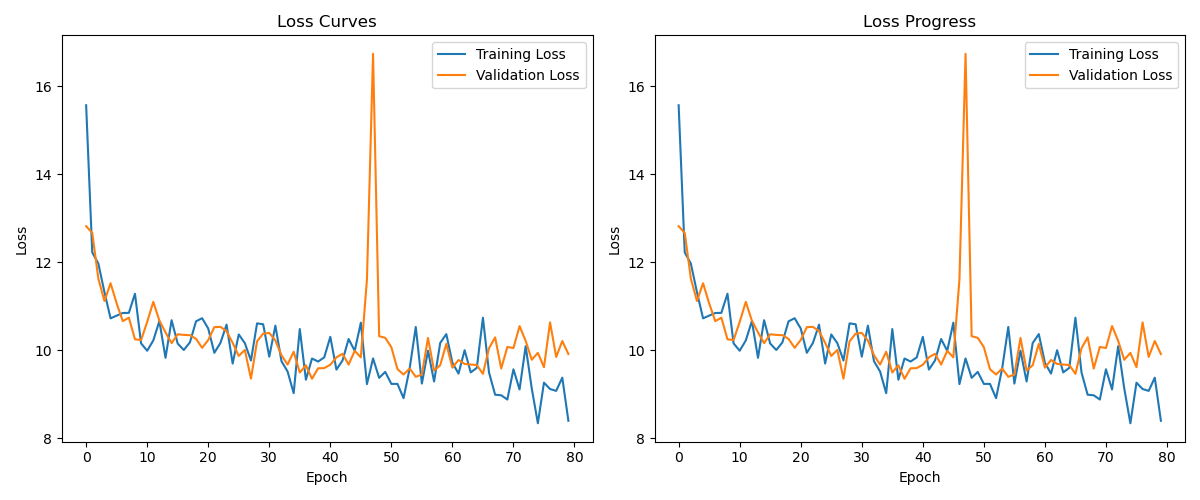 Loss Curves
Training Loss
Validation Loss
16
14
12
10
8
Loss
0 10 20 30 40 50 60 70 80
Epoch
Loss Progress
Training Loss
Validation Loss
16
14
12
10
8
Loss
0 10 20 30 40 50 60 70 80
Epoch